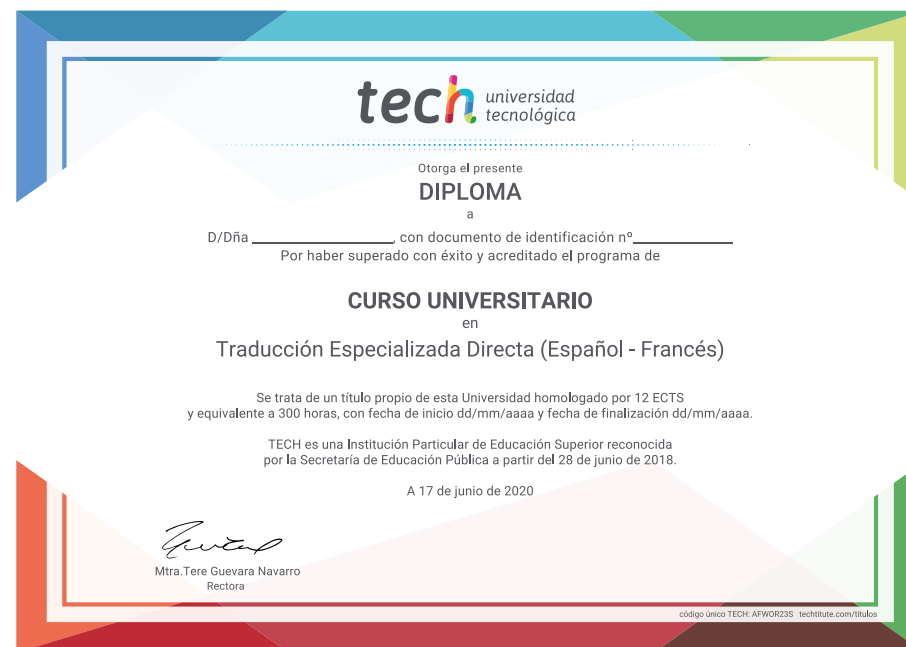 tech universidad
tecnológica
Otorga el presente
DIPLOMA
a
D/Dña ____________________, con documento de identificación nº______________
Por haber superado con éxito y acreditado el programa de
CURSO UNIVERSITARIO
en
Traducción Especializada Directa (Español - Francés)
Se trata de un título propio de esta Universidad homologado por 12 ECTS
y equivalente a 300 horas, con fecha de inicio dd/mm/aaaa y fecha de finalización dd/mm/aaaa.
TECH es una Institución Particular de Educación Superior reconocida
por la Secretaría de Educación Pública a partir del 28 de junio de 2018.
A 17 de junio de 2020
Mtra.Tere Guevara Navarro
Rectora
código único TECH: AFWOR23S techtitute.com/titulos